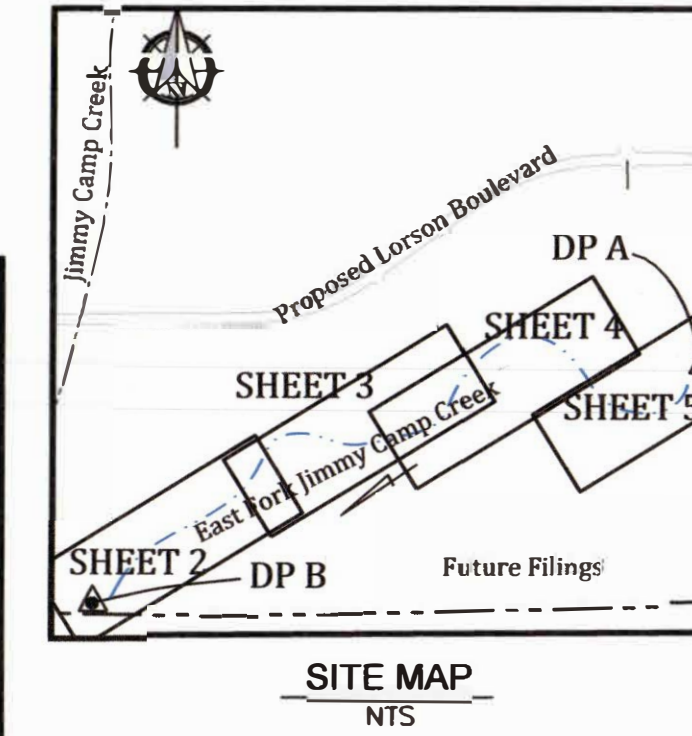 N
Jimmy Camp Creek
Proposed Lorson Boulevard
DP A
SHEET 4
SHEET 3
SHEET 5
East Fork Jimmy Camp Creek
SHEET 2
DP B
Future Filings
SITE MAP
NTS